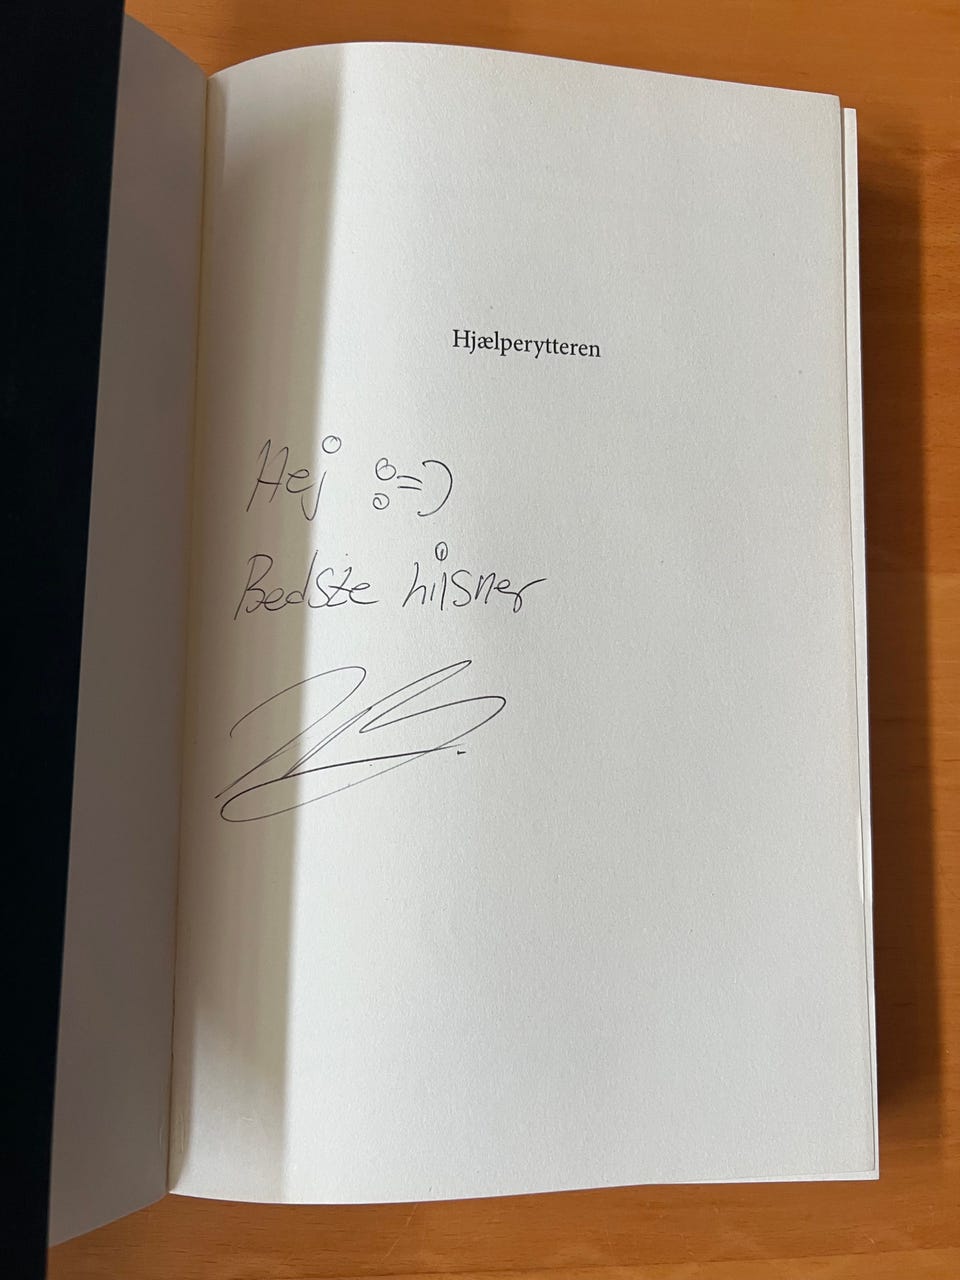 Hjælperytteren
Hej :=)
Bedste hilsner